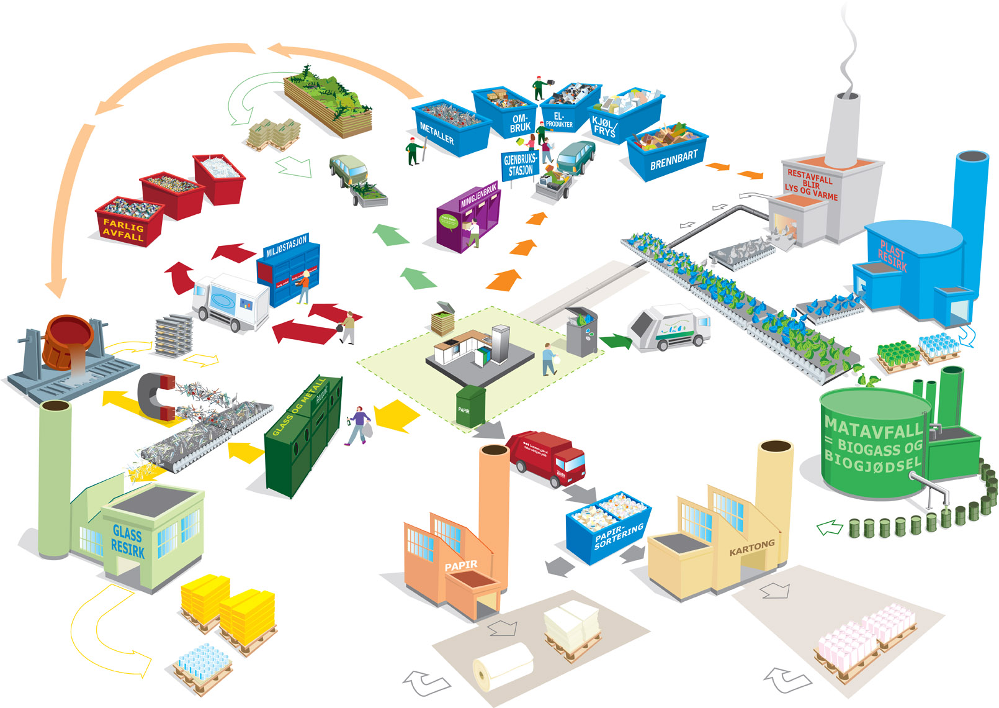 METALLER
OM-
BRUK
EL-
PRODUKTER
KJØL/
FRYS
BRENNBART
GJENBRUKS-
STASJON
MINIGJENBRUK
RESTAVFALL
BLIR
LYS OG VARME
FARLIG
AVFALL
MILJØSTASJON
PLAST
RESIRK
GLASS OG METALL
PAPIR
MATAVFALL
= BIOGASS OG
BIOGJØDSEL
GLASS
RESIRK
PAPIR-
SORTERING
PAPIR
KARTONG